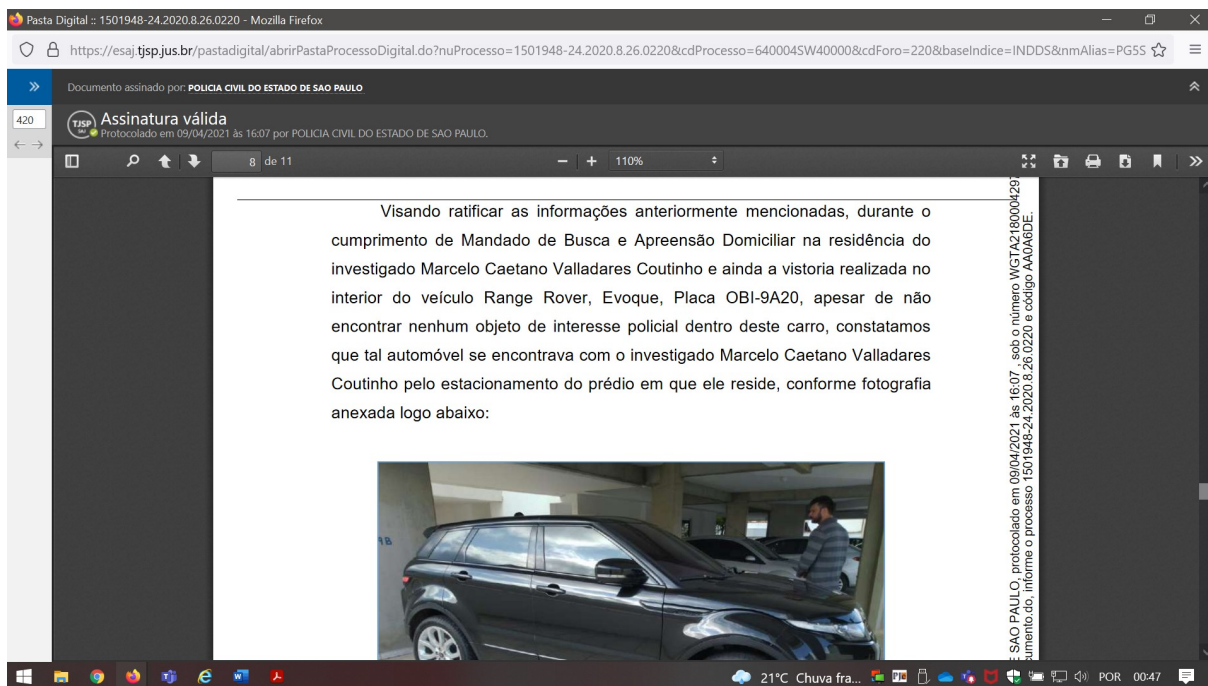 Pasta Digital :: 1501948-24.2020.8.26.0220 - Mozilla Firefox
https://esaj.tjsp.jus.br/pastadigital/abrirPastaProcessoDigital.do?nuProcesso=1501948-24.2020.8.26.0220&cdProcesso=640004SW40000&cdForo=220&baseIndice=INDDS&nmAlias=PG5S
Documento assinado por: POLICIA CIVIL DO ESTADO DE SAO PAULO
420
TJSP
Assinatura válida
Protocolado em 09/04/2021 às 16:07 por POLICIA CIVIL DO ESTADO DE SAO PAULO.
8 de 11
110%
Visando ratificar as informações anteriormente mencionadas, durante o
cumprimento de Mandado de Busca e Apreensão Domiciliar na residência do
investigado Marcelo Caetano Valladares Coutinho e ainda a vistoria realizada no
interior do veículo Range Rover, Evoque, Placa OBI-9A20, apesar de não
encontrar nenhum objeto de interesse policial dentro deste carro, constatamos
que tal automóvel se encontrava com o investigado Marcelo Caetano Valladares
Coutinho pelo estacionamento do prédio em que ele reside, conforme fotografia
anexada logo abaixo:
E SAO PAULO, protocolado em 09/04/2021 às 16:07 , sob o número WGTA2180004297
umento.do, informe o processo 1501948-24.2020.8.26.0220 e código AA0A6DE.
21°C Chuva fra...
POR
00:47